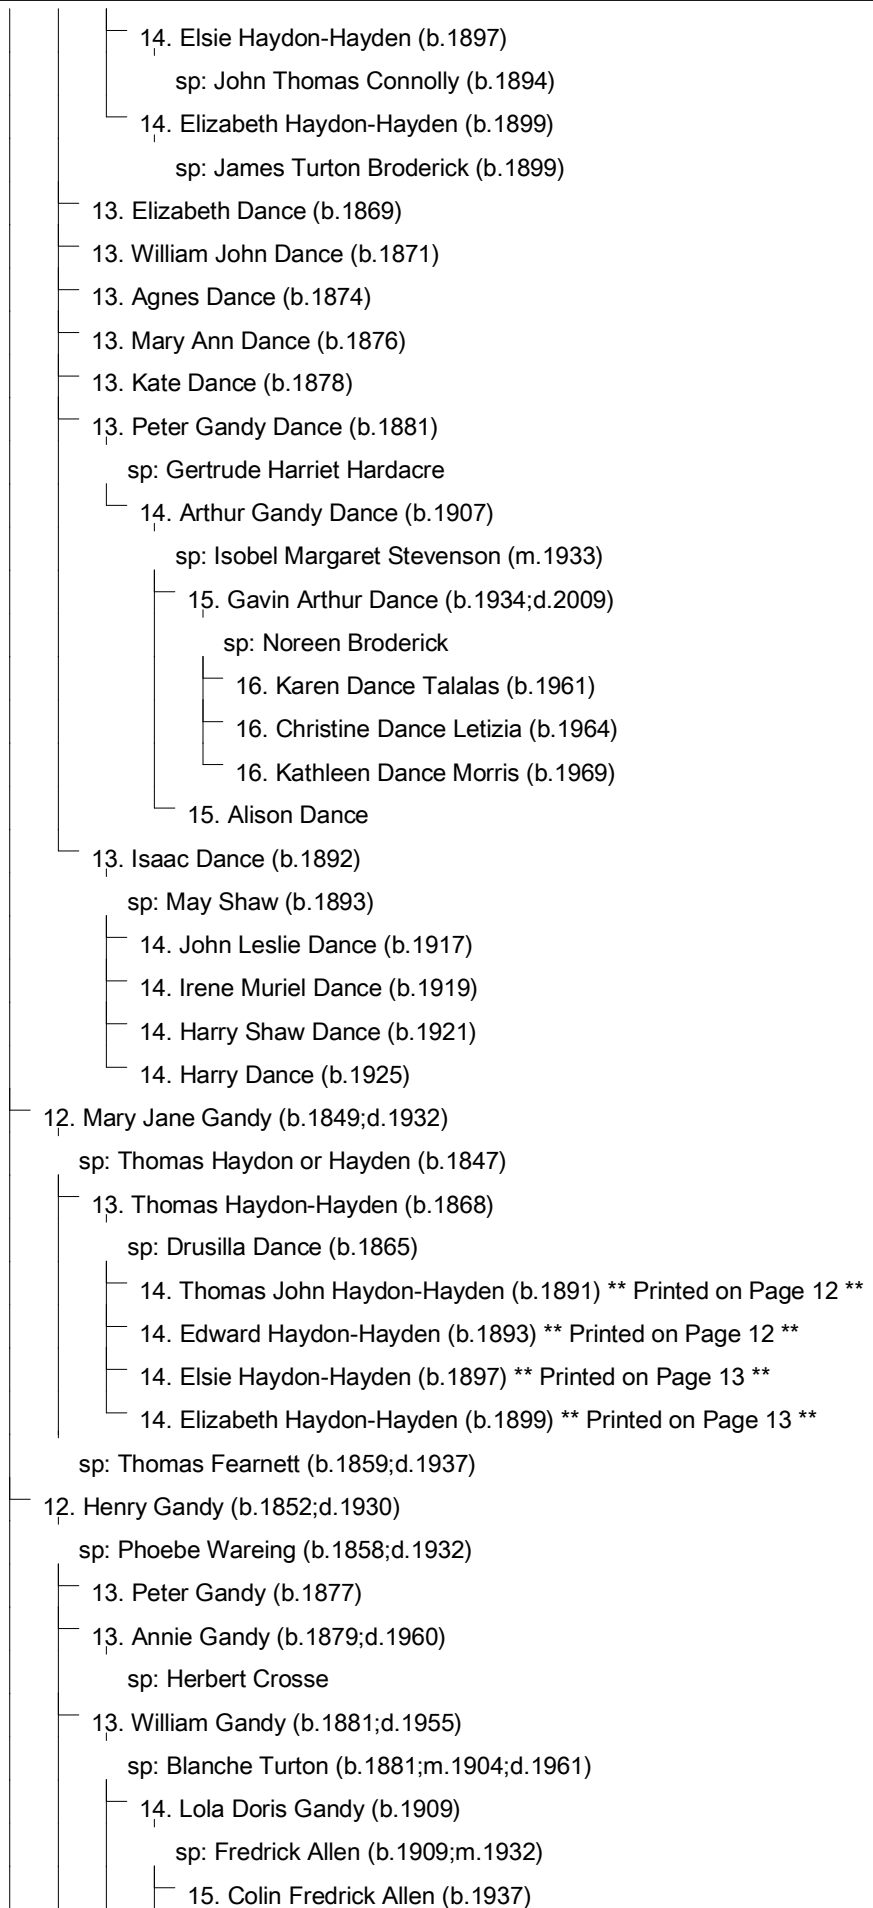 14. Elsie Haydon-Hayden (b.1897)
sp: John Thomas Connolly (b.1894)
14. Elizabeth Haydon-Hayden (b.1899)
sp: James Turton Broderick (b.1899)
13. Elizabeth Dance (b.1869)
13. William John Dance (b.1871)
13. Agnes Dance (b.1874)
13. Mary Ann Dance (b.1876)
13. Kate Dance (b.1878)
13. Peter Gandy Dance (b.1881)
sp: Gertrude Harriet Hardacre
14. Arthur Gandy Dance (b.1907)
sp: Isobel Margaret Stevenson (m.1933)
15. Gavin Arthur Dance (b.1934;d.2009)
sp: Noreen Broderick
16. Karen Dance Talalas (b.1961)
16. Christine Dance Letizia (b.1964)
16. Kathleen Dance Morris (b.1969)
15. Alison Dance
13. Isaac Dance (b.1892)
sp: May Shaw (b.1893)
14. John Leslie Dance (b.1917)
14. Irene Muriel Dance (b.1919)
14. Harry Shaw Dance (b.1921)
14. Harry Dance (b.1925)
12. Mary Jane Gandy (b.1849;d.1932)
sp: Thomas Haydon or Hayden (b.1847)
13. Thomas Haydon-Hayden (b.1868)
sp: Drusilla Dance (b.1865)
14. Thomas John Haydon-Hayden (b.1891) ** Printed on Page 12 **
14. Edward Haydon-Hayden (b.1893) ** Printed on Page 12 **
14. Elsie Haydon-Hayden (b.1897) ** Printed on Page 13 **
14. Elizabeth Haydon-Hayden (b.1899) ** Printed on Page 13 **
sp: Thomas Fearnett (b.1859;d.1937)
12. Henry Gandy (b.1852;d.1930)
sp: Phoebe Wareing (b.1858;d.1932)
13. Peter Gandy (b.1877)
13. Annie Gandy (b.1879;d.1960)
sp: Herbert Crosse
13. William Gandy (b.1881;d.1955)
sp: Blanche Turton (b.1881;m.1904;d.1961)
14. Lola Doris Gandy (b.1909)
sp: Fredrick Allen (b.1909;m.1932)
15. Colin Fredrick Allen (b.1937)